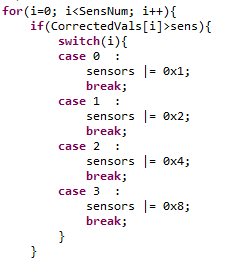 for(i=0; i<SensNum; i++){
    if(CorrectedVals[i]>sens){
        switch(i){
        case 0  :
            sensors |= 0x1;
            break;
        case 1  :
            sensors |= 0x2;
            break;
        case 2  :
            sensors |= 0x4;
            break;
        case 3  :
            sensors |= 0x8;
            break;
        }
    }